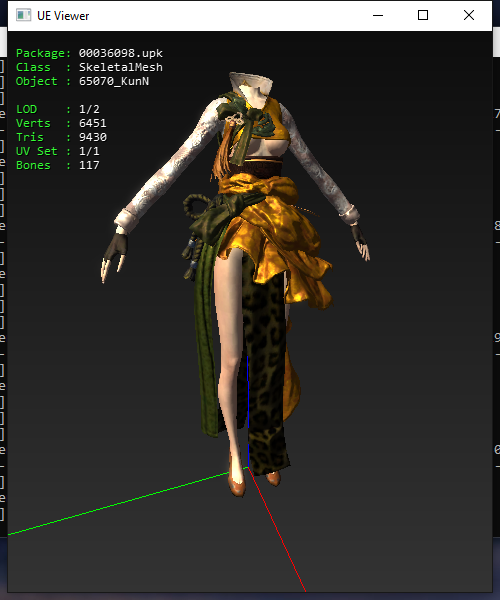 UE Viewer
Package: 00036098.upk
Class : SkeletalMesh
Object : 65070_KunN
LOD : 1/2
Verts : 6451
Tris : 9430
UV Set : 1/1
Bones : 117